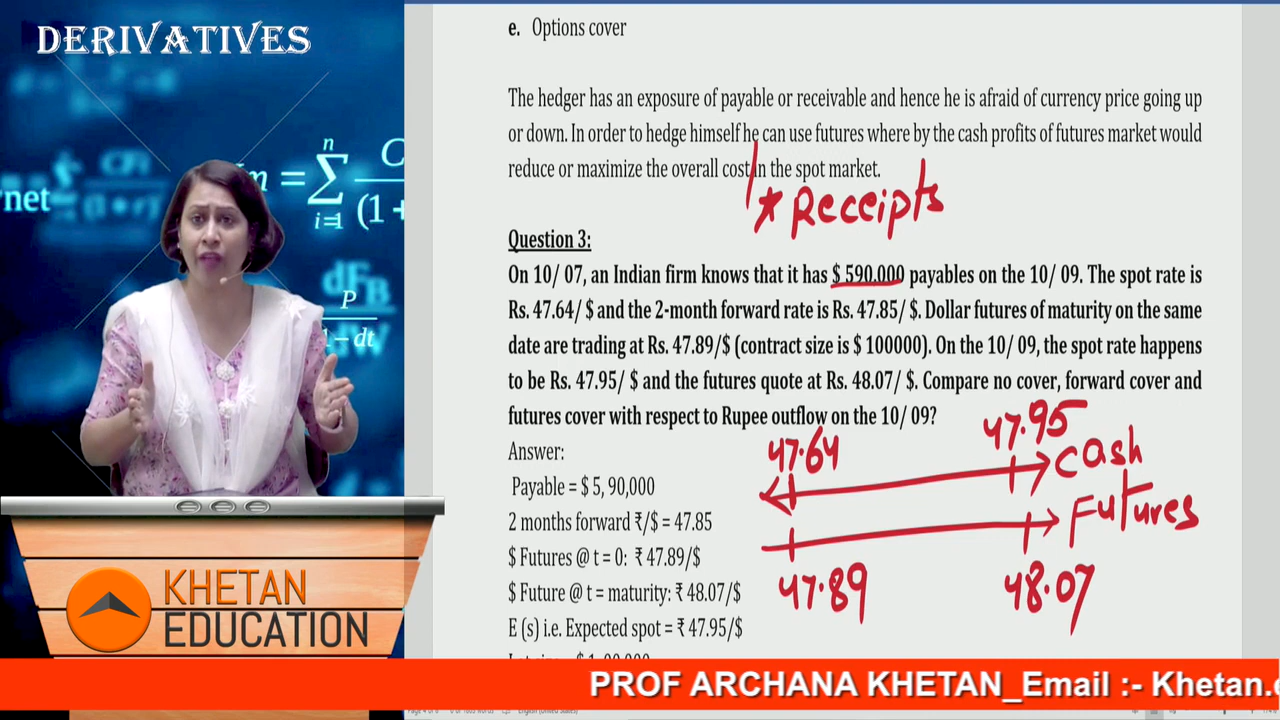 DERIVATIVES
e. Options cover
The hedger has an exposure of payable or receivable and hence he is afraid of currency price going up
or down. In order to hedge himself he can use futures where by the cash profits of futures market would
reduce or maximize the overall cost in the spot market.
* Receipts
Question 3:
On 10/ 07, an Indian firm knows that it has $ 590,000 payables on the 10/ 09. The spot rate is
Rs. 47.64/ $ and the 2-month forward rate is Rs. 47.85/ $. Dollar futures of maturity on the same
date are trading at Rs. 47.89/$ (contract size is $ 100000). On the 10/ 09, the spot rate happens
to be Rs. 47.95/ $ and the futures quote at Rs. 48.07/ $. Compare no cover, forward cover and
futures cover with respect to Rupee outflow on the 10/ 09?
Answer:
Payable = $ 5, 90,000
2 months forward ₹/$ = 47.85
$ Futures @ t = 0: ₹ 47.89/$
$ Future @ t = maturity: ₹ 48.07/$
E (s) i.e. Expected spot = ₹ 47.95/$
47.64
47.95
Cash
Futures
47.89
48.07
net
m =
n
Σ
i=1
C
(1+
dF
P
1-dt
KHETAN
EDUCATION
PROF ARCHANA KHETAN_Email :- Khetan.